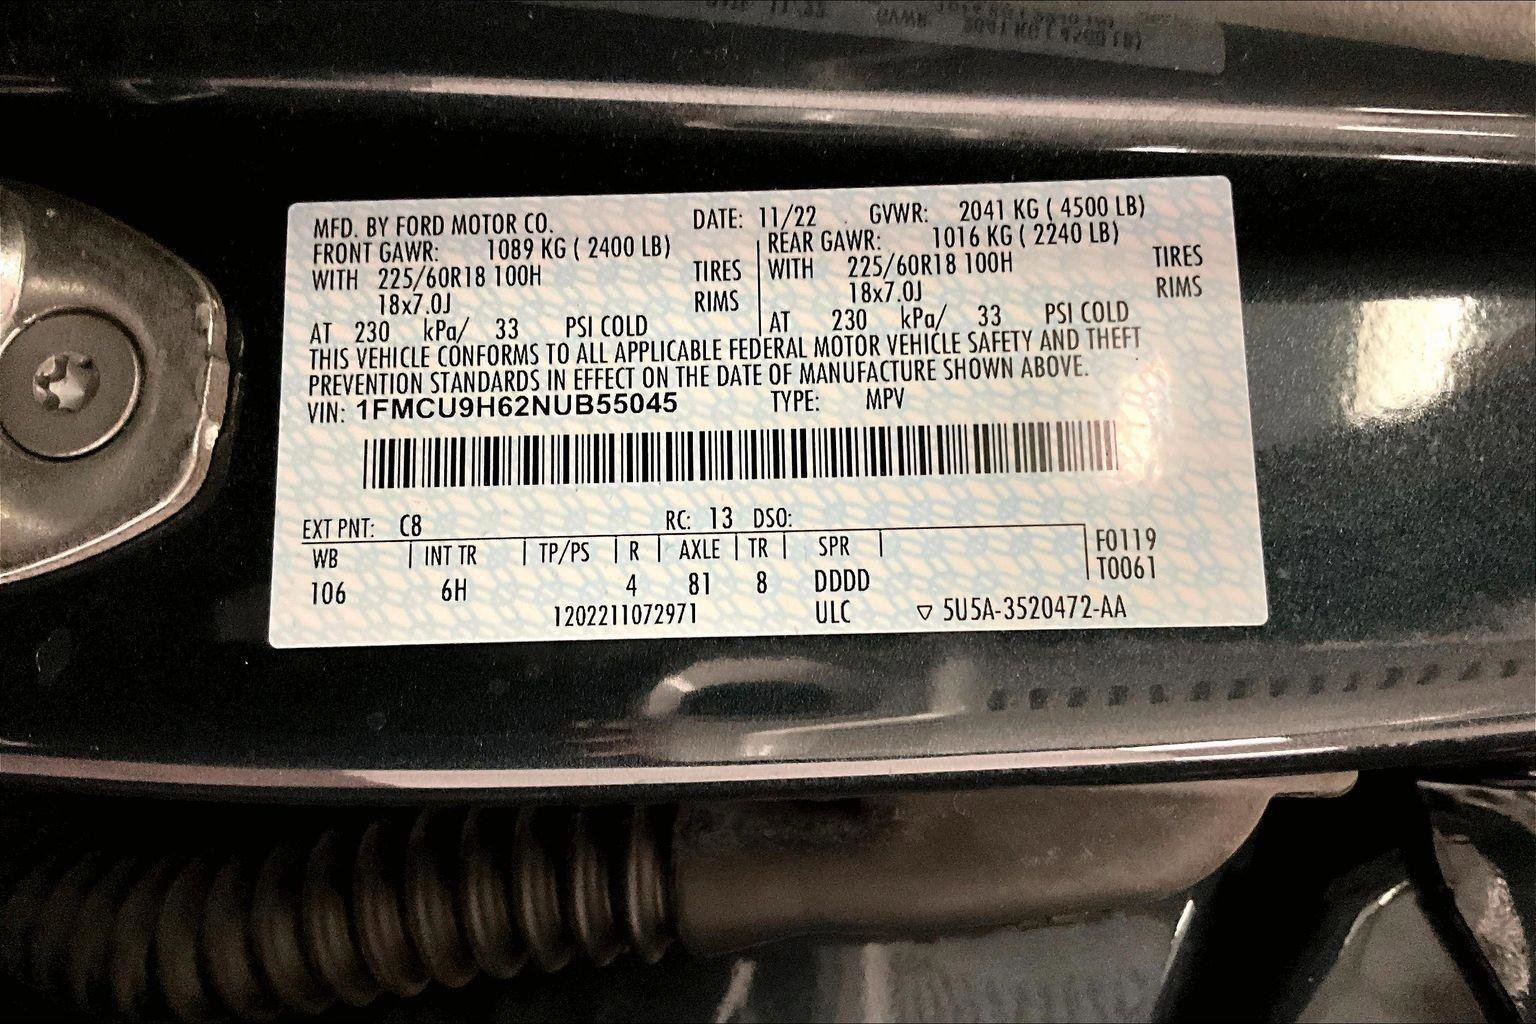 MFD. BY FORD MOTOR CO. DATE: 11/22 GVWR: 2041 KG ( 4500 LB)
FRONT GAWR: 1089 KG ( 2400 LB) REAR GAWR: 1016 KG ( 2240 LB)
WITH 225/60R18 100H TIRES WITH 225/60R18 100H TIRES
18x7.0J RIMS 18x7.0J RIMS
AT 230 kPa/ 33 PSI COLD AT 230 kPa/ 33 PSI COLD
THIS VEHICLE CONFORMS TO ALL APPLICABLE FEDERAL MOTOR VEHICLE SAFETY AND THEFT
PREVENTION STANDARDS IN EFFECT ON THE DATE OF MANUFACTURE SHOWN ABOVE.
VIN: 1FMCU9H62NUB55045 TYPE: MPV
EXT PNT: C8 RC: 13 DSO:
WB INT TR TP/PS R AXLE TR SPR F0119
106 6H 4 81 8 DDDD T0061
1202211072971 ULC ▽ 5U5A-3520472-AA